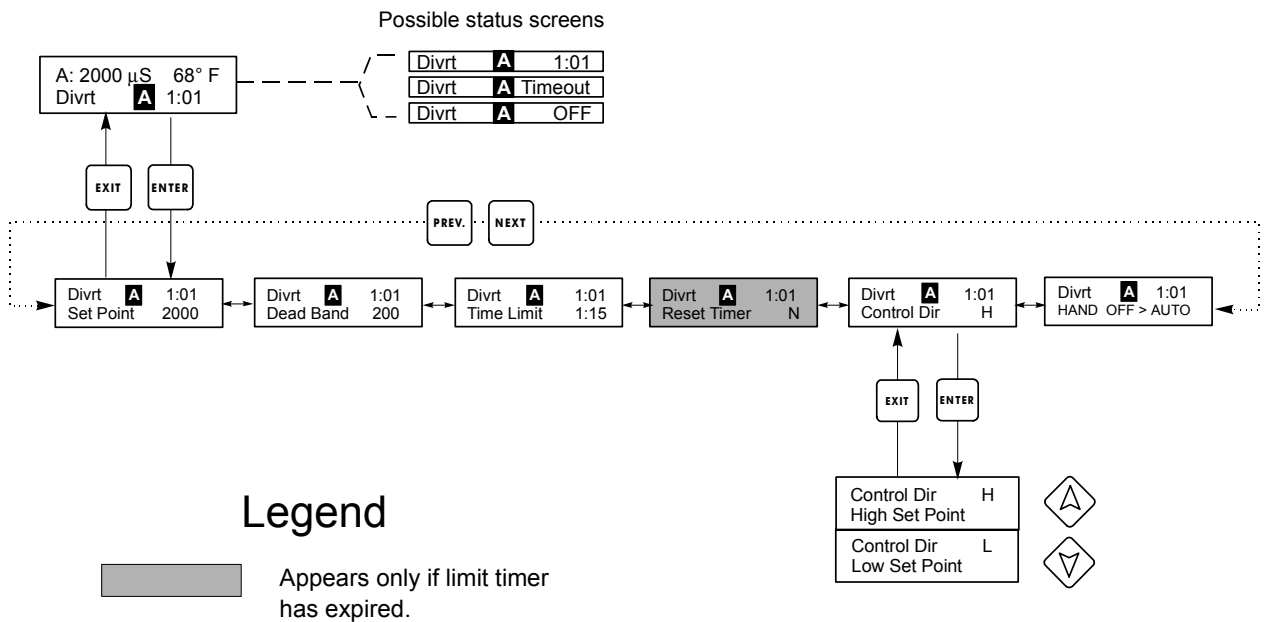 Possible status screens
A: 2000 μS 68° F
Divrt A 1:01
Divrt A 1:01
Divrt A Timeout
Divrt A OFF
EXIT
ENTER
PREV.
NEXT
Divrt A 1:01
Set Point 2000
Divrt A 1:01
Dead Band 200
Divrt A 1:01
Time Limit 1:15
Divrt A 1:01
Reset Timer N
Divrt A 1:01
Control Dir H
Divrt A 1:01
HAND OFF > AUTO
EXIT
ENTER
Control Dir H
High Set Point
Control Dir L
Low Set Point
Legend
Appears only if limit timer
has expired.